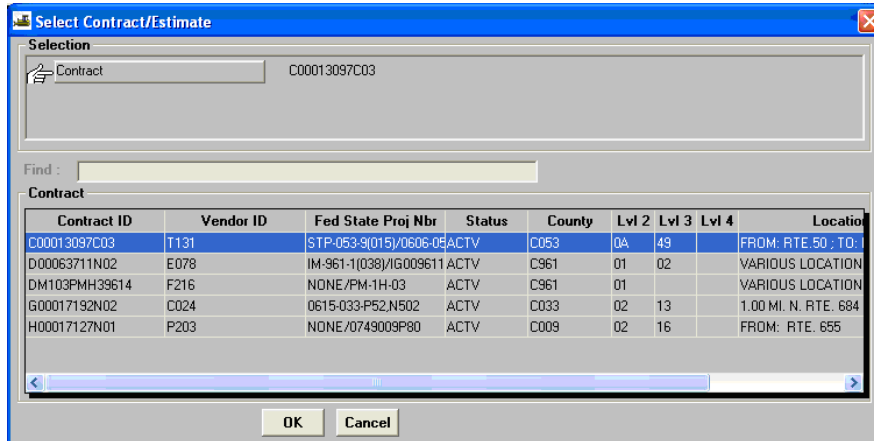 Select Contract/Estimate
Selection
Contract C00013097C03
Find :
Contract
Contract ID Vendor ID Fed State Proj Nbr Status County Lvl 2 Lvl 3 Lvl 4 Location
C00013097C03 T131 STP-053-9(015)/0606-05 ACTV C053 0A 49 FROM: RTE.50 ; TO:
D00063711N02 E078 IM-961-1(038)/IG009611 ACTV C961 01 02 VARIOUS LOCATION
DM103PMH39614 F216 NONE/PM-1H-03 ACTV C961 01 VARIOUS LOCATION
G00017192N02 C024 0615-033-P52,N502 ACTV C033 02 13 1.00 MI. N. RTE. 684
H00017127N01 P203 NONE/0749009P80 ACTV C009 02 16 FROM: RTE. 655
OK Cancel